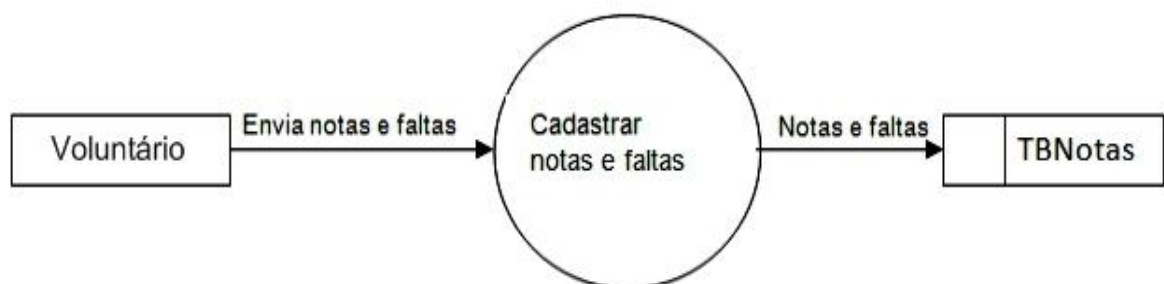 Voluntário
Envia notas e faltas
Cadastrar
notas e faltas
Notas e faltas
TBNotas